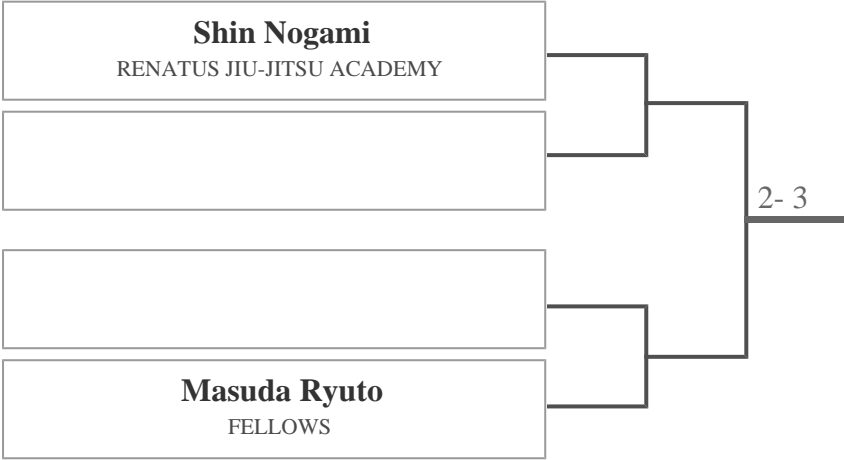 Shin Nogami
RENATUS JIU-JITSU ACADEMY
2- 3
Masuda Ryuto
FELLOWS